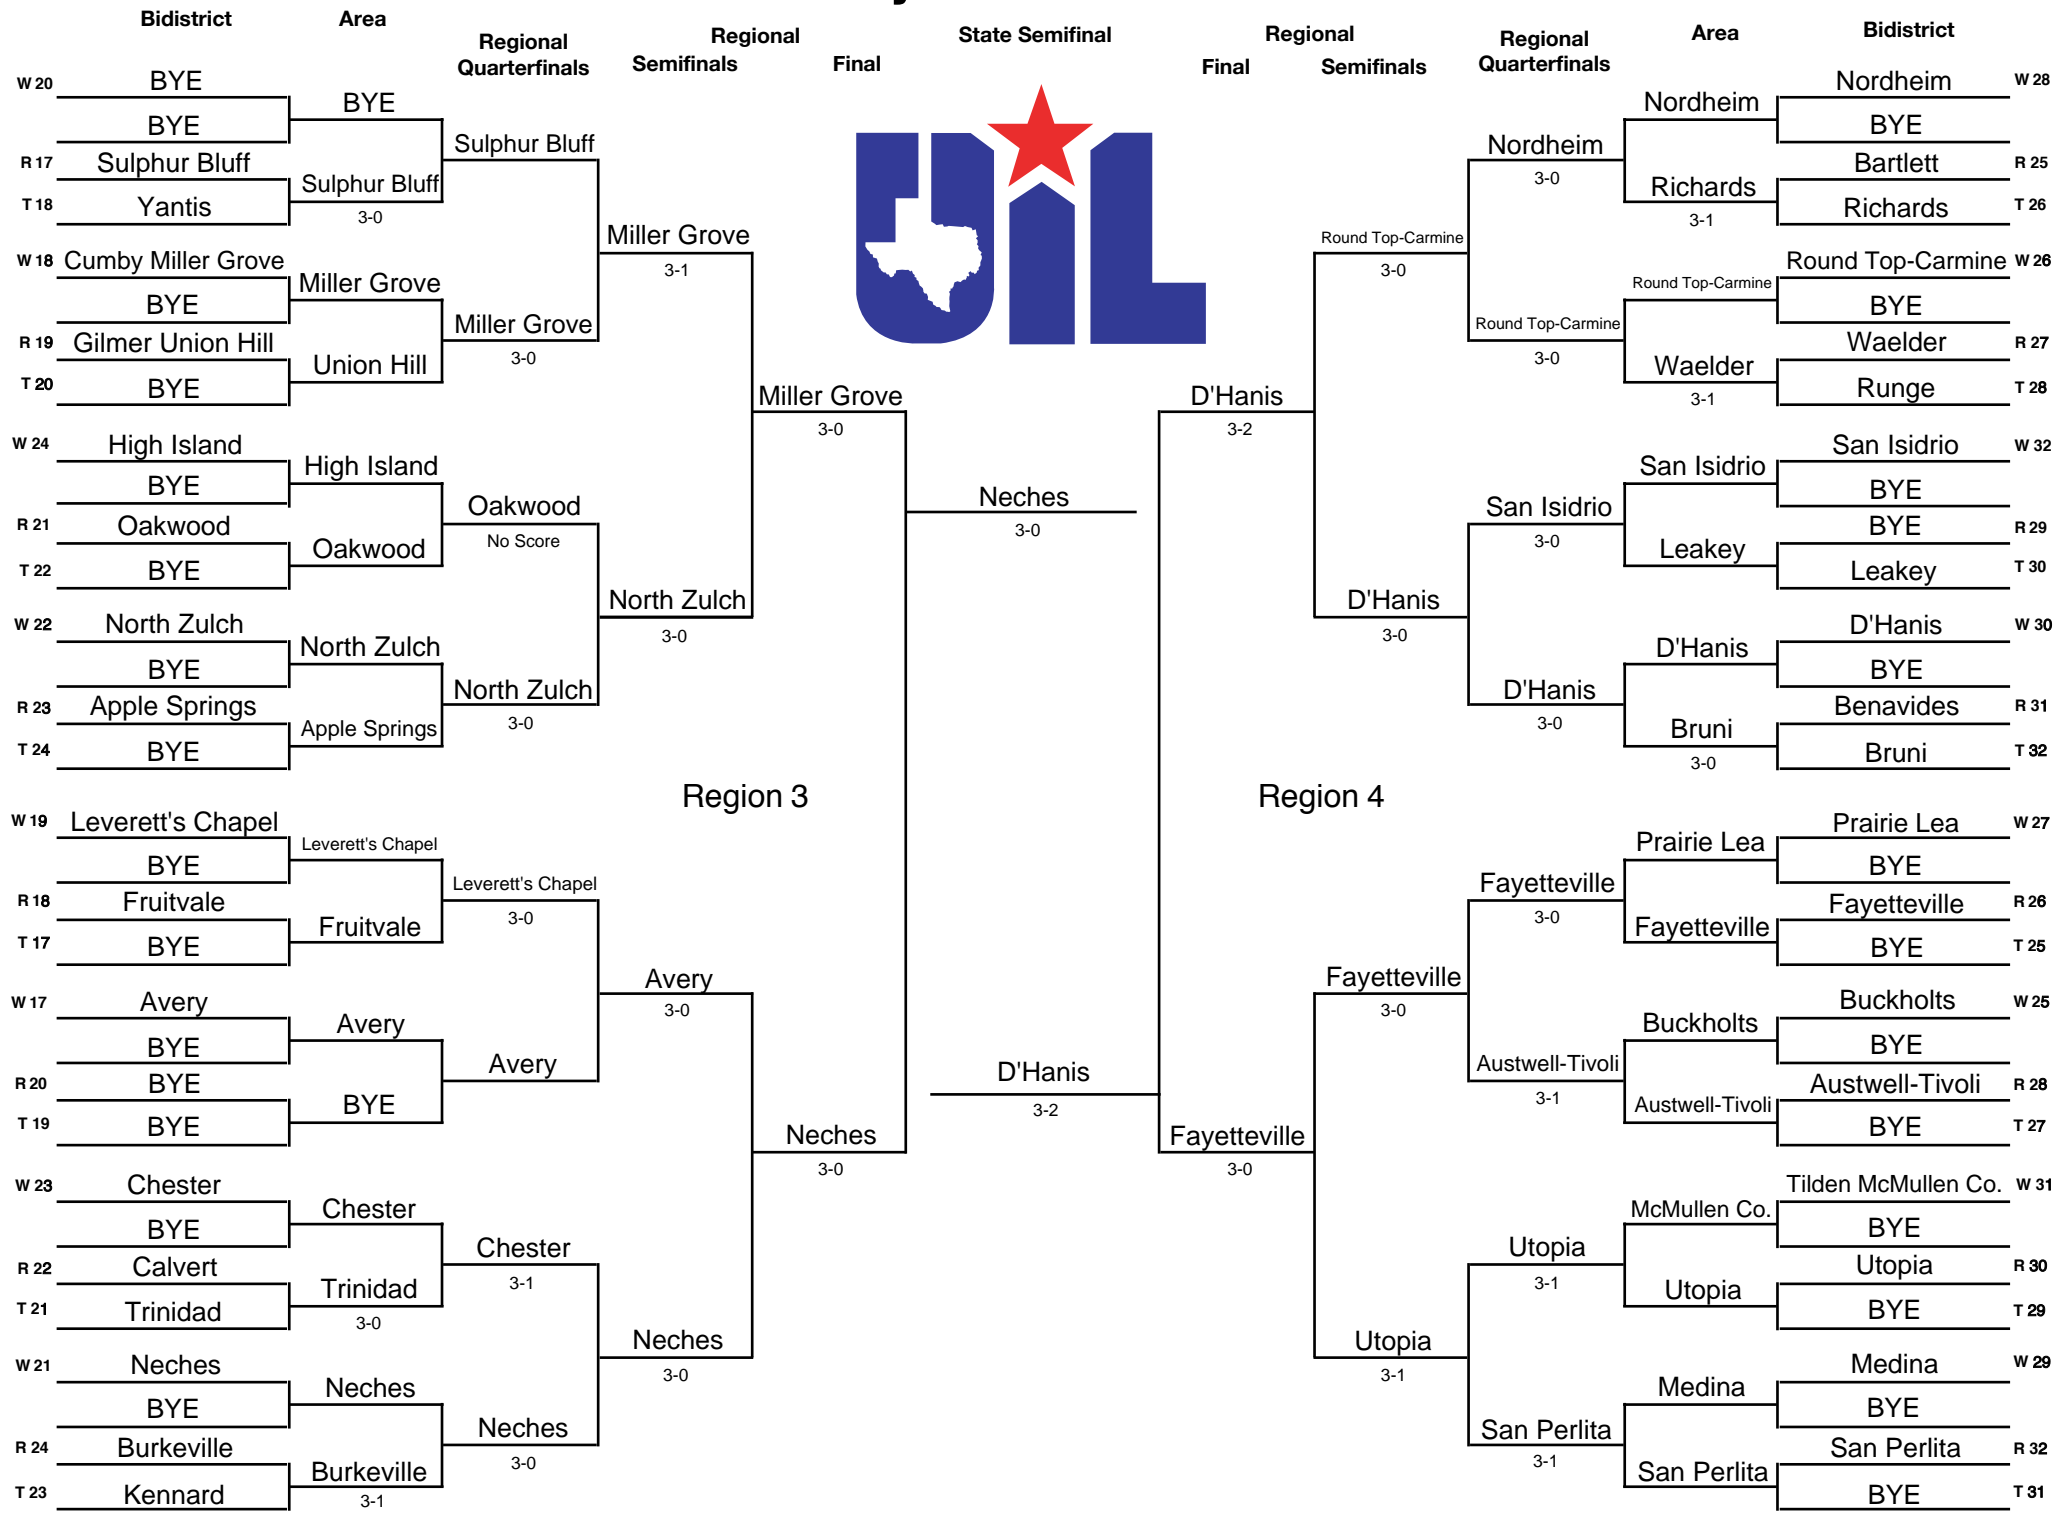 Bidistrict
Area
Regional
Quarterfinals
Regional
Semifinals
Final
State Semifinal
Regional
Final
Semifinals
Regional
Quarterfinals
Area
Bidistrict
W 20
BYE
BYE
R 17
Sulphur Bluff
T 18
Yantis
W 18
Cumby Miller Grove
BYE
R 19
Gilmer Union Hill
T 20
BYE
W 24
High Island
BYE
R 21
Oakwood
T 22
BYE
W 22
North Zulch
BYE
R 23
Apple Springs
T 24
BYE
W 19
Leverett's Chapel
BYE
R 18
Fruitvale
T 17
BYE
W 17
Avery
BYE
R 20
BYE
T 19
BYE
W 23
Chester
BYE
R 22
Calvert
T 21
Trinidad
W 21
Neches
BYE
R 24
Burkeville
T 23
Kennard
BYE
Sulphur Bluff
3-0
Miller Grove
Union Hill
High Island
Oakwood
North Zulch
Apple Springs
Leverett's Chapel
Fruitvale
Avery
BYE
Chester
Trinidad
3-0
Neches
Burkeville
3-1
Sulphur Bluff
Miller Grove
3-0
Oakwood
No Score
North Zulch
3-0
Leverett's Chapel
3-0
Avery
Chester
3-1
Neches
3-0
Miller Grove
3-1
North Zulch
3-0
Region 3
Avery
3-0
Neches
3-0
Miller Grove
3-0
Neches
3-0
UIL
Neches
3-0
D'Hanis
3-2
D'Hanis
3-2
Fayetteville
3-0
Round Top-Carmine
3-0
D'Hanis
3-0
Region 4
Fayetteville
3-0
Utopia
3-1
Nordheim
3-0
Round Top-Carmine
3-0
San Isidrio
3-0
D'Hanis
3-0
Fayetteville
3-0
Austwell-Tivoli
3-1
Utopia
3-1
San Perlita
3-1
Nordheim
Richards
3-1
Round Top-Carmine
Waelder
3-1
San Isidrio
Leakey
D'Hanis
Bruni
3-0
Prairie Lea
Fayetteville
Buckholts
Austwell-Tivoli
McMullen Co.
Utopia
Medina
San Perlita
Nordheim
W 28
BYE
Bartlett
R 25
Richards
T 26
Round Top-Carmine
W 26
BYE
Waelder
R 27
Runge
T 28
San Isidrio
W 32
BYE
BYE
R 29
Leakey
T 30
D'Hanis
W 30
BYE
Benavides
R 31
Bruni
T 32
Prairie Lea
W 27
BYE
Fayetteville
R 26
BYE
T 25
Buckholts
W 25
BYE
Austwell-Tivoli
R 28
BYE
T 27
Tilden McMullen Co.
W 31
BYE
Utopia
R 30
BYE
T 29
Medina
W 29
BYE
San Perlita
R 32
BYE
T 31